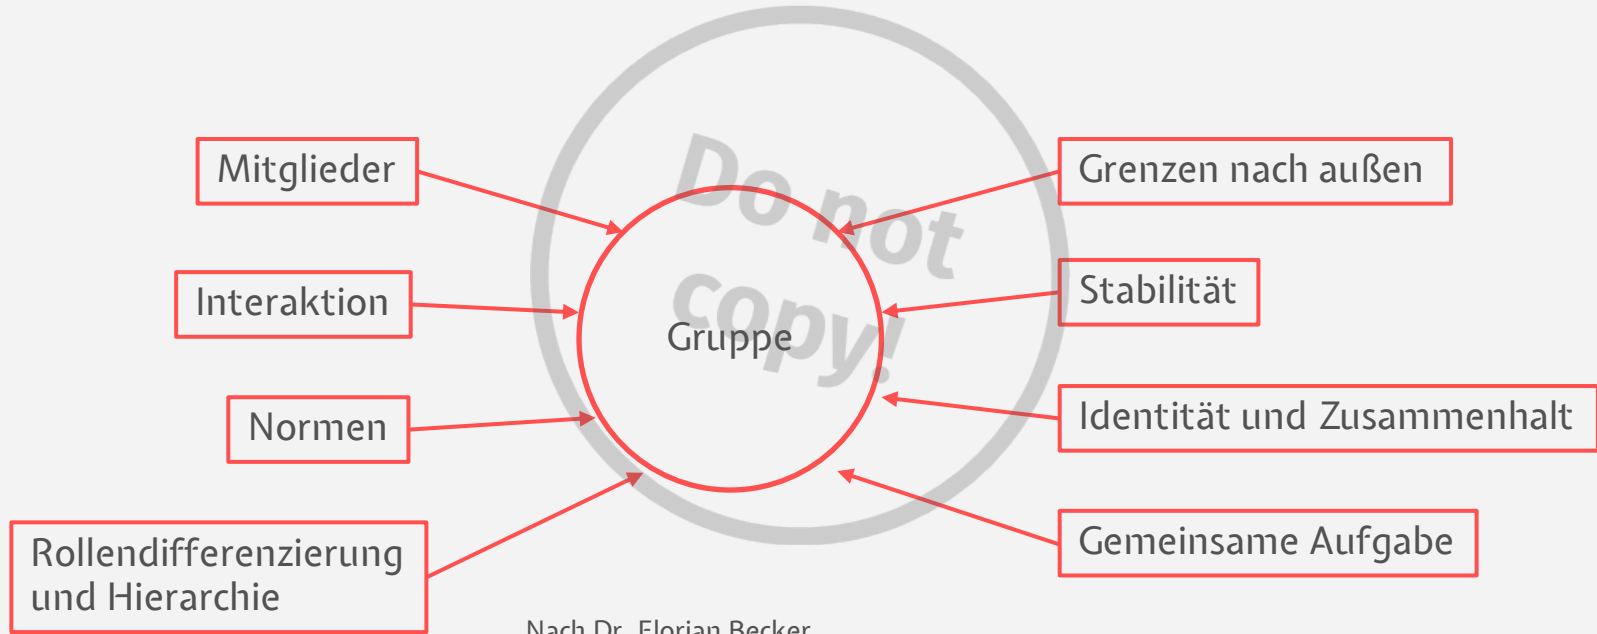 Do not
copy!
Mitglieder
Interaktion
Normen
Rollendifferenzierung
und Hierarchie
Gruppe
Grenzen nach außen
Stabilität
Identität und Zusammenhalt
Gemeinsame Aufgabe
Nach Dr. Florian Becker